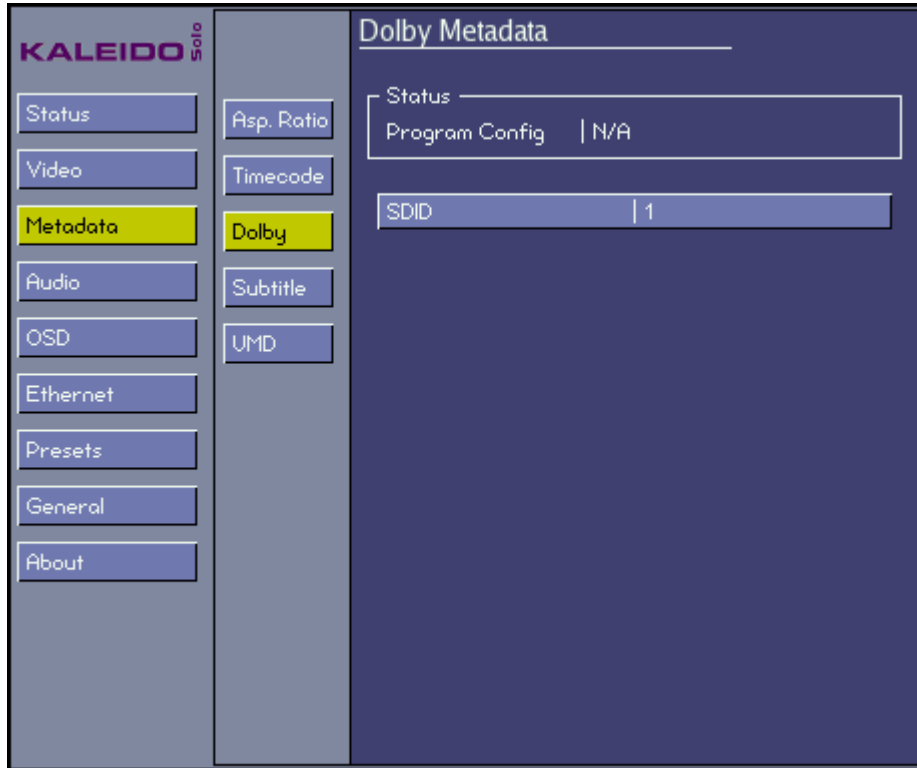 KALEIDO Solo
Status
Video
Metadata
Audio
OSD
Ethernet
Presets
General
About
Asp. Ratio
Timecode
Dolby
Subtitle
UMD
Dolby Metadata
Status
Program Config | N/A
SDID | 1